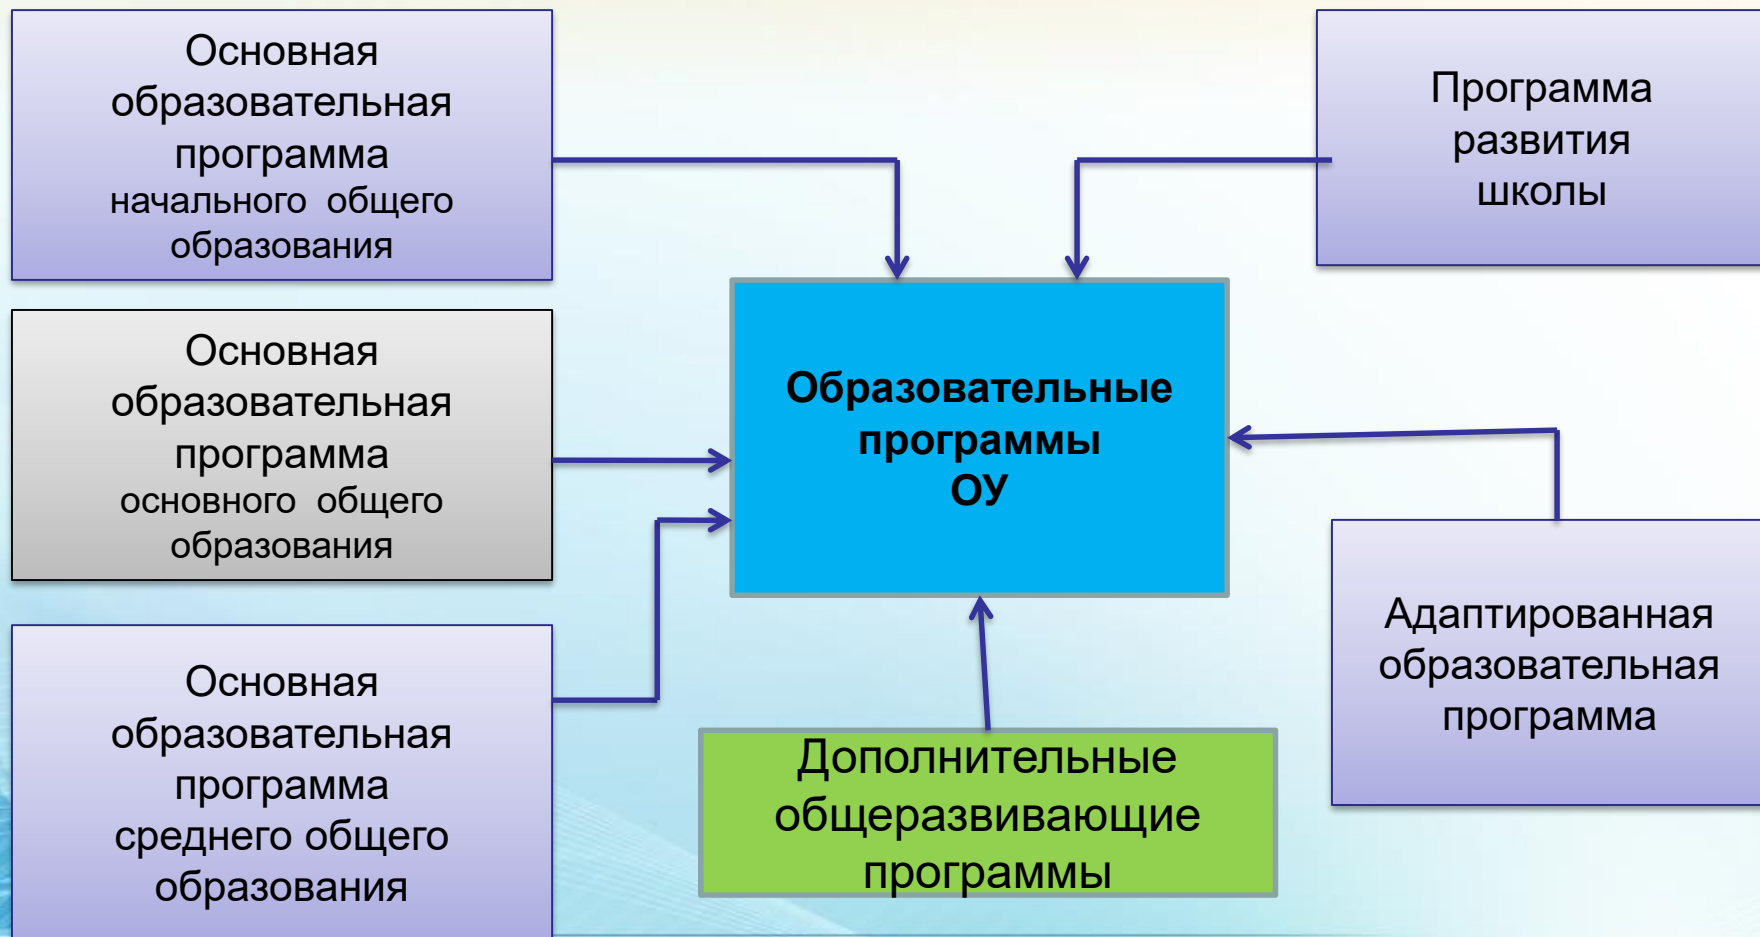 Основная
образовательная
программа
начального общего
образования
Программа
развития
школы
Основная
образовательная
программа
основного общего
образования
Образовательные
программы
ОУ
Основная
образовательная
программа
среднего общего
образования
Дополнительные
общеразвивающие
программы
Адаптированная
образовательная
программа